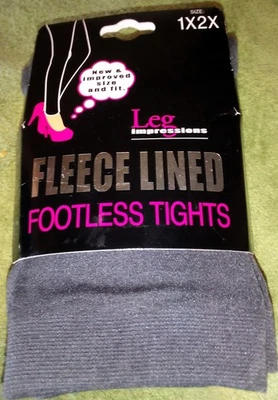 SIZE
1X2X
New &
improved
size
and fit.
Leg
Impressions
FLEECE LINED
FOOTLESS TIGHTS